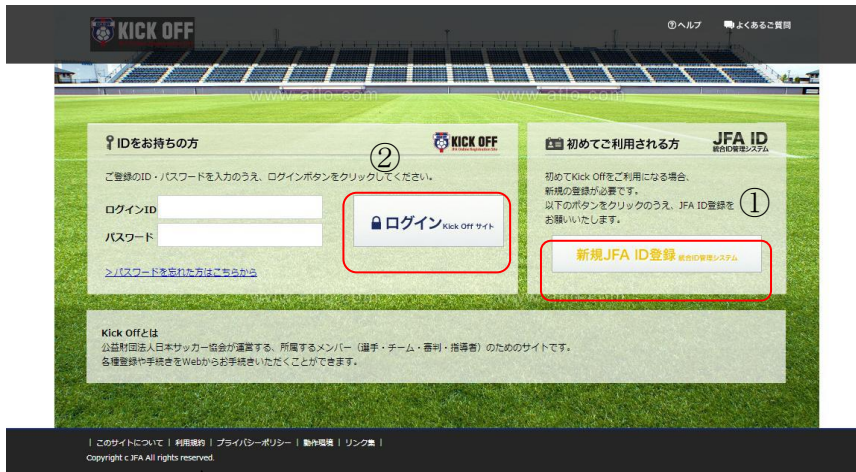 KICK OFF
ヘルプ よくあるご質問
IDをお持ちの方
KICK OFF
②
ご登録のID・パスワードを入力のうえ、ログインボタンをクリックしてください。
ログインID
パスワード
ログイン Kick Off サイト
>パスワードを忘れた方はこちらから
初めてご利用される方
JFA ID
統合ID管理システム
初めてKick Offをご利用になる場合、
新規の登録が必要です。
以下のボタンをクリックのうえ、JFA ID登録を
お願いいたします。
①
新規JFA ID登録 統合ID管理システム
Kick Offとは
公益財団法人日本サッカー協会が運営する、所属するメンバー（選手・チーム・審判・指導者）のためのサイトです。
各種登録や手続きをWebからお手続きいただくことができます。
| このサイトについて | 利用規約 | プライバシーポリシー | 動作環境 | リンク集 |
Copyright c JFA All rights reserved.